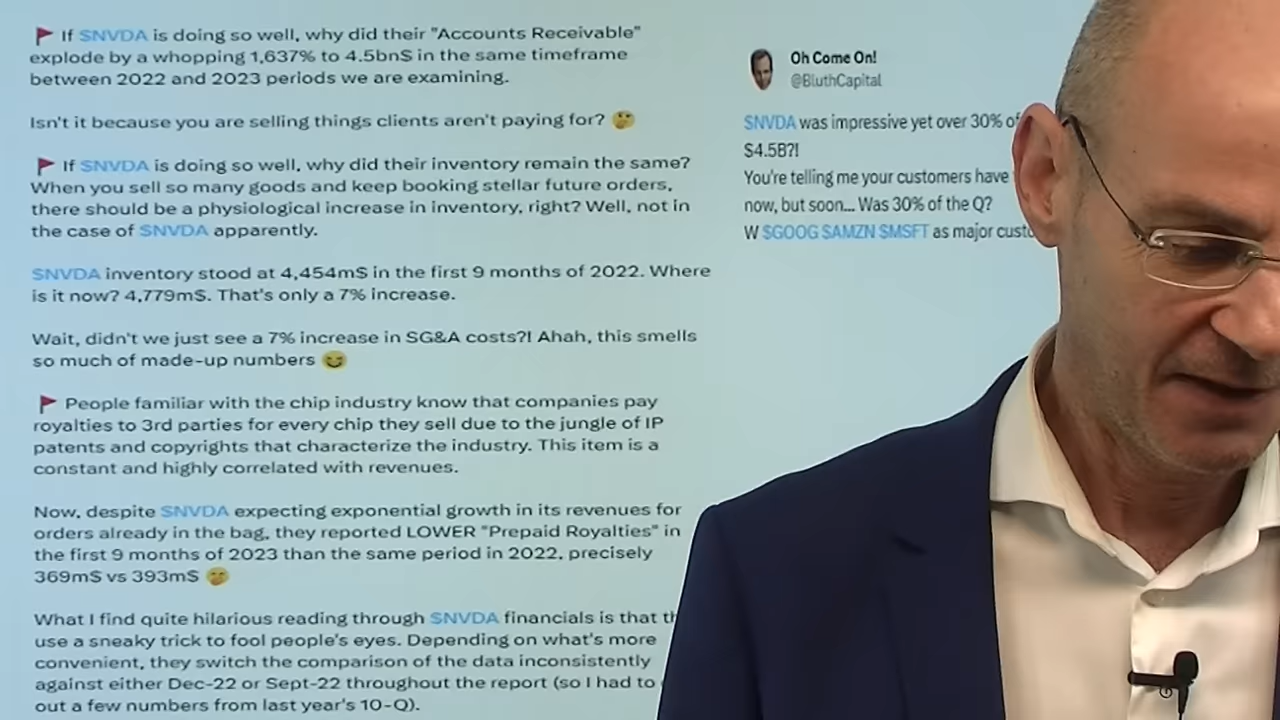 If $NVDA is doing so well, why did their "Accounts Receivable"
explode by a whopping 1,637% to 4.5bn$ in the same timeframe
between 2022 and 2023 periods we are examining.
Isn't it because you are selling things clients aren't paying for? 🤔
If $NVDA is doing so well, why did their inventory remain the same?
When you sell so many goods and keep booking stellar future orders,
there should be a physiological increase in inventory, right? Well, not in
the case of $NVDA apparently.
$NVDA inventory stood at 4,454m$ in the first 9 months of 2022. Where
is it now? 4,779m$. That's only a 7% increase.
Wait, didn't we just see a 7% increase in SG&A costs?! Ahah, this smells
so much of made-up numbers 😄
People familiar with the chip industry know that companies pay
royalties to 3rd parties for every chip they sell due to the jungle of IP
patents and copyrights that characterize the industry. This item is a
constant and highly correlated with revenues.
Now, despite $NVDA expecting exponential growth in its revenues for
orders already in the bag, they reported LOWER "Prepaid Royalties" in
the first 9 months of 2023 than the same period in 2022, precisely
369m$ vs 393m$ 🤔
What I find quite hilarious reading through $NVDA financials is that
use a sneaky trick to fool people's eyes. Depending on what's more
convenient, they switch the comparison of the data inconsistently
against either Dec-22 or Sept-22 throughout the report (so I had to
out a few numbers from last year's 10-Q).
Oh Come On!
@BluthCapital
$NVDA was impressive yet over 30% of
$4.5B?!
You're telling me your customers have
now, but soon... Was 30% of the Q?
W $GOOG $AMZN $MSFT as major